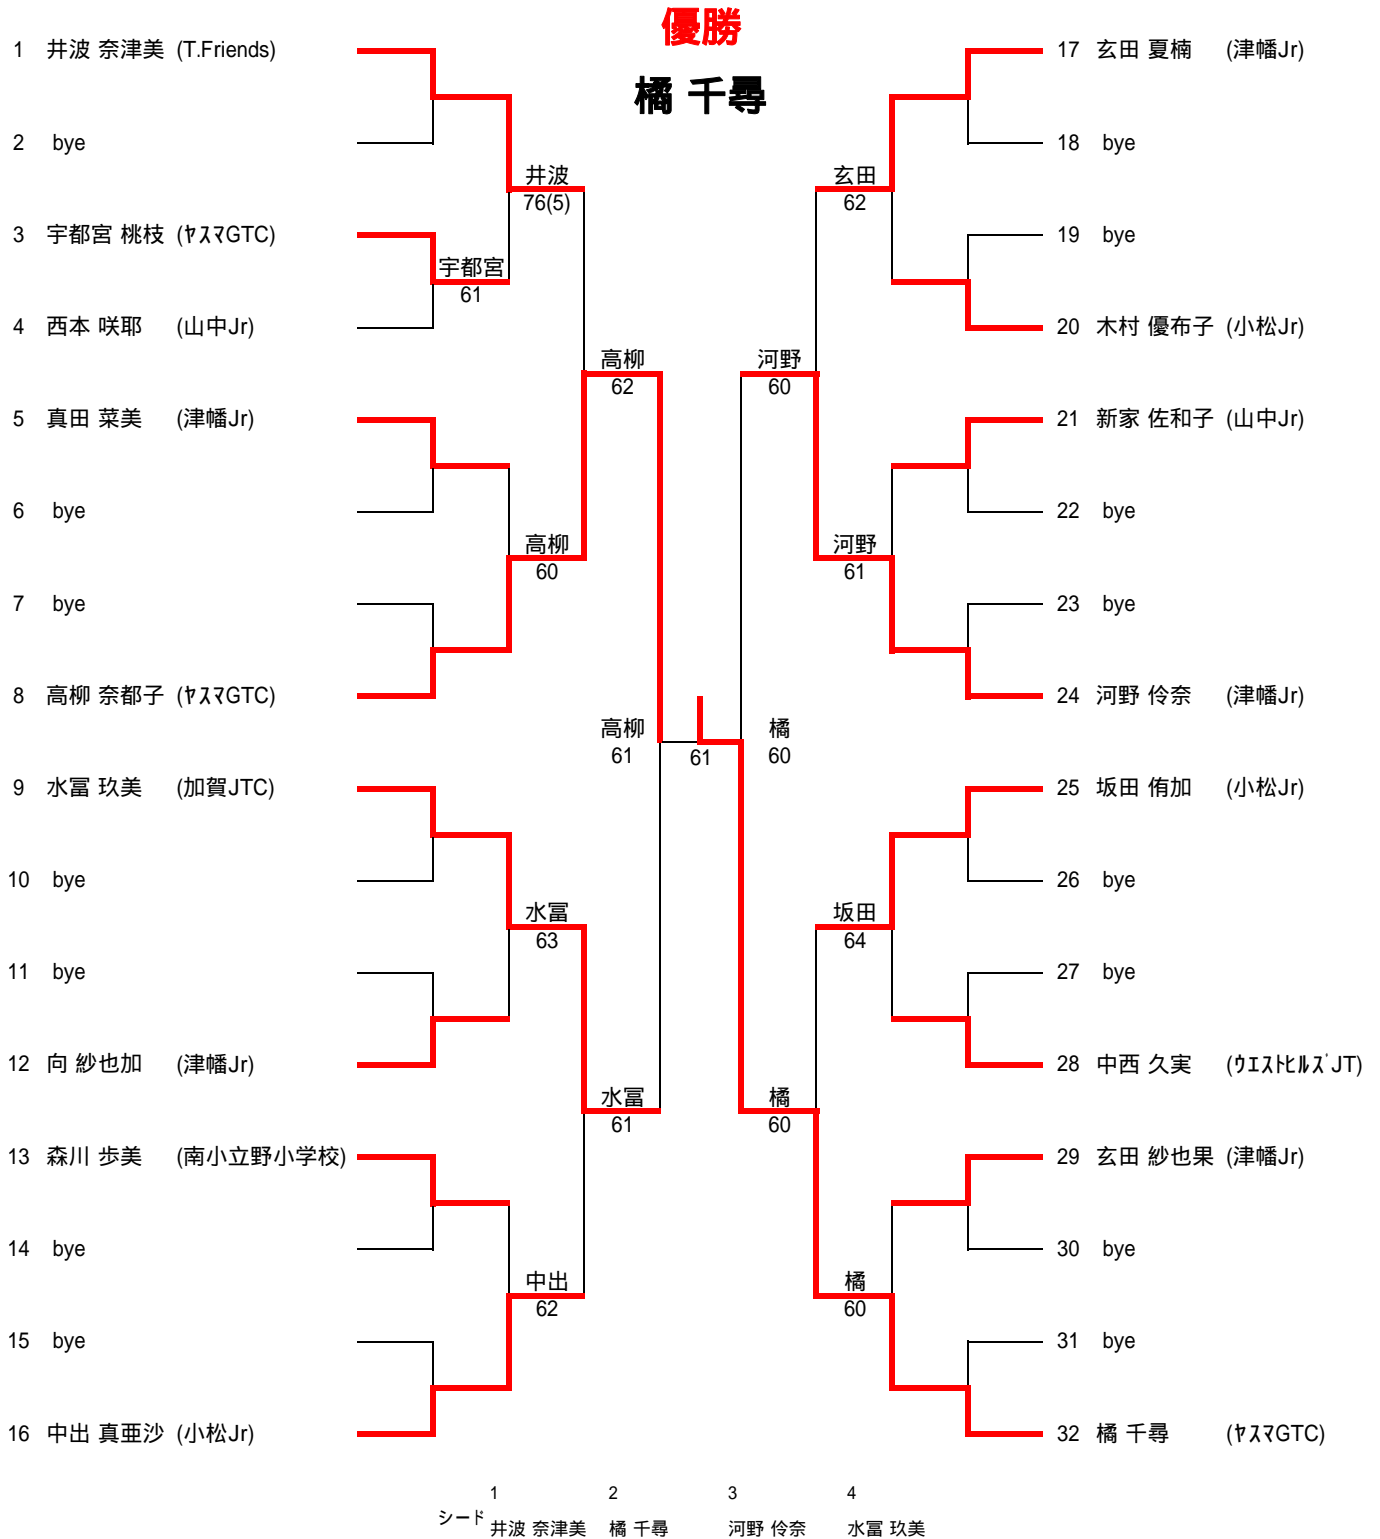 優勝
橘 千尋
1 井波 奈津美 (T.Friends)
2 bye
3 宇都宮 桃枝 (ﾔｽﾏGTC)
4 西本 咲耶 (山中Jr)
5 真田 菜美 (津幡Jr)
6 bye
7 bye
8 高柳 奈都子 (ﾔｽﾏGTC)
9 水冨 玖美 (加賀JTC)
10 bye
11 bye
12 向 紗也加 (津幡Jr)
13 森川 歩美 (南小立野小学校)
14 bye
15 bye
16 中出 真亜沙 (小松Jr)
宇都宮
61
井波
76(5)
高柳
60
水冨
63
中出
62
高柳
62
水冨
61
高柳
61
61
橘
60
河野
60
橘
60
玄田
62
河野
61
坂田
64
橘
60
17 玄田 夏楠 (津幡Jr)
18 bye
19 bye
20 木村 優布子 (小松Jr)
21 新家 佐和子 (山中Jr)
22 bye
23 bye
24 河野 伶奈 (津幡Jr)
25 坂田 侑加 (小松Jr)
26 bye
27 bye
28 中西 久実 (ｳｴｽﾄﾋﾙｽﾞJT)
29 玄田 紗也果 (津幡Jr)
30 bye
31 bye
32 橘 千尋 (ﾔｽﾏGTC)
1 2 3 4
シード 井波 奈津美 橘 千尋 河野 伶奈 水冨 玖美